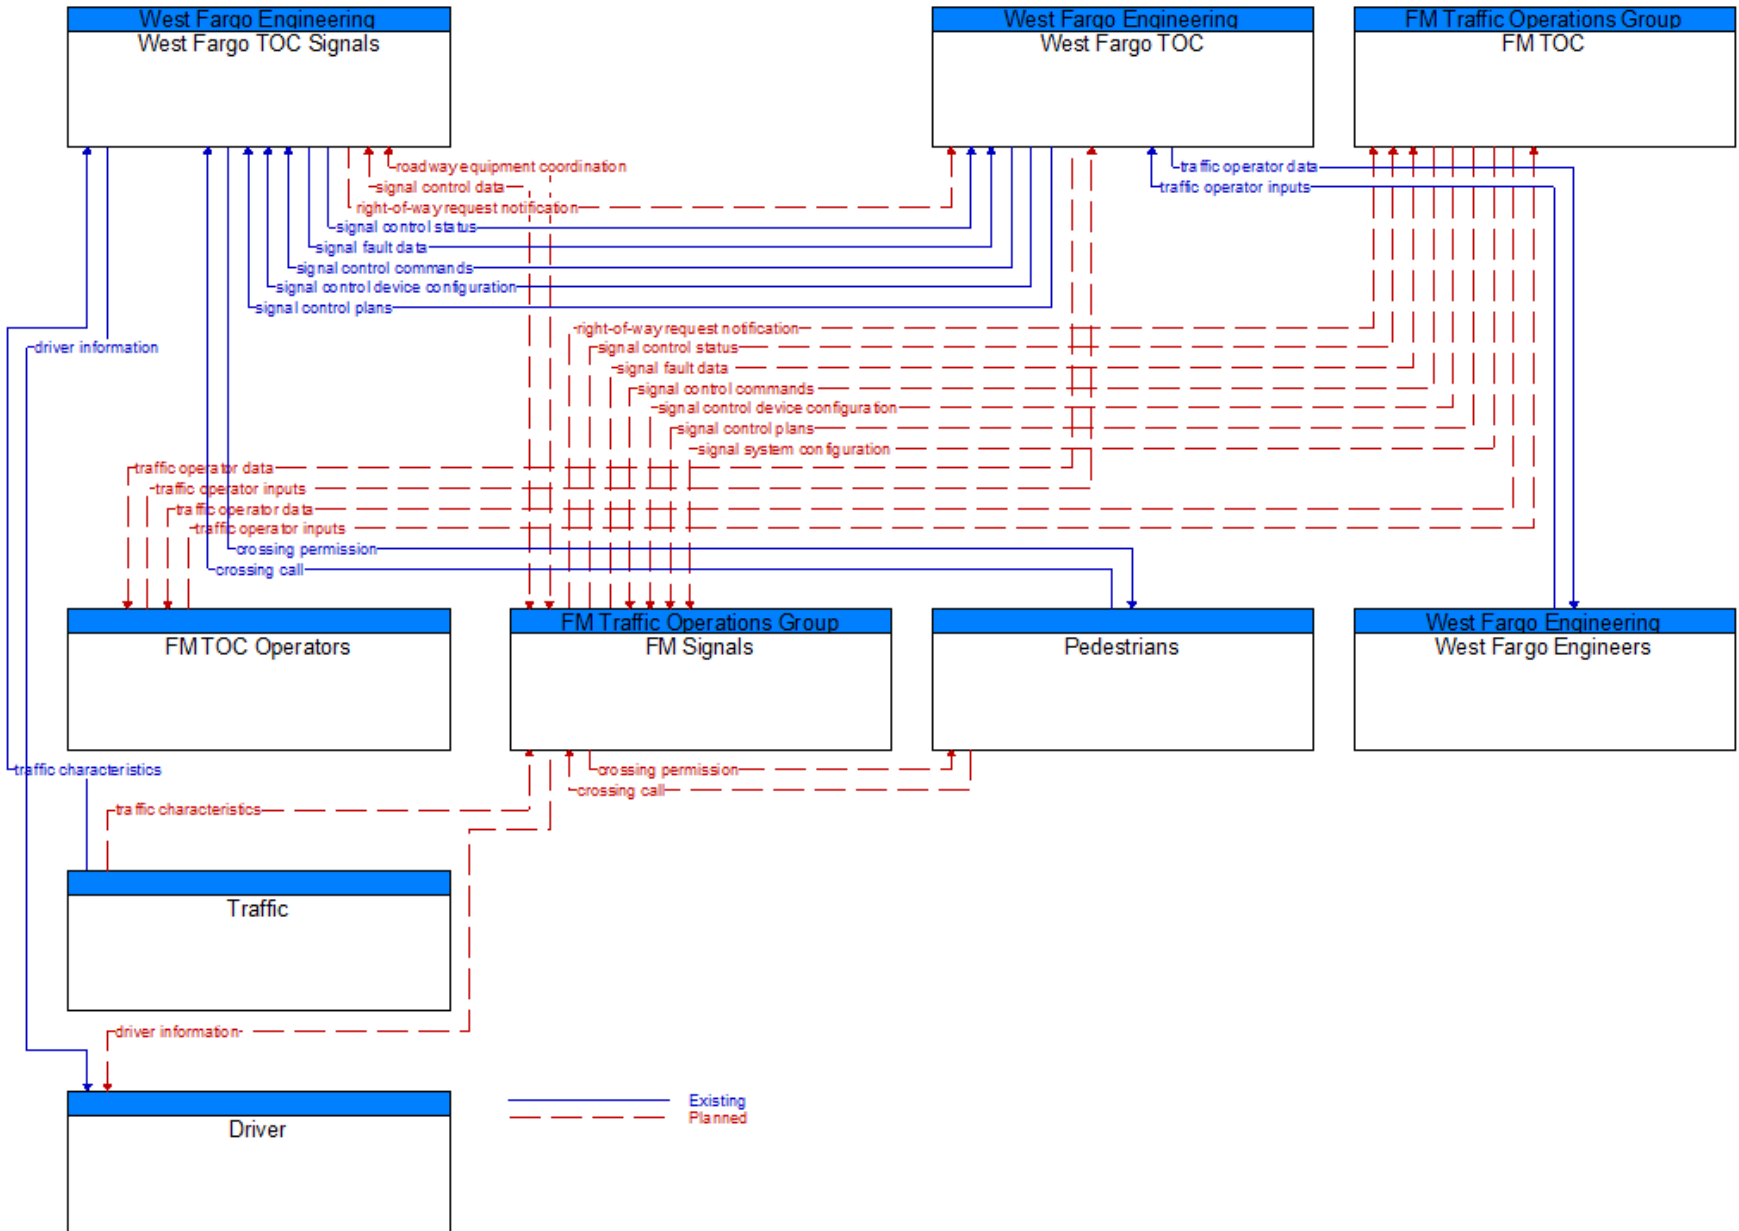 West Fargo Engineering
West Fargo TOC Signals
West Fargo Engineering
West Fargo TOC
FM Traffic Operations Group
FM TOC
roadway equipment coordination
traffic operator data
signal control data
traffic operator inputs
right-of-way request notification
signal control status
signal fault data
signal control commands
signal control device configuration
signal control plans
right-of-way request notification
driver information
signal control status
signal fault data
signal control commands
signal control device configuration
signal control plans
signal system configuration
traffic operator data
traffic operator inputs
traffic operator data
traffic operator inputs
crossing permission
crossing call
FM TOC Operators
FM Traffic Operations Group
FM Signals
Pedestrians
West Fargo Engineering
West Fargo Engineers
traffic characteristics
crossing permission
crossing call
traffic characteristics
Traffic
driver information
Existing
Planned
Driver